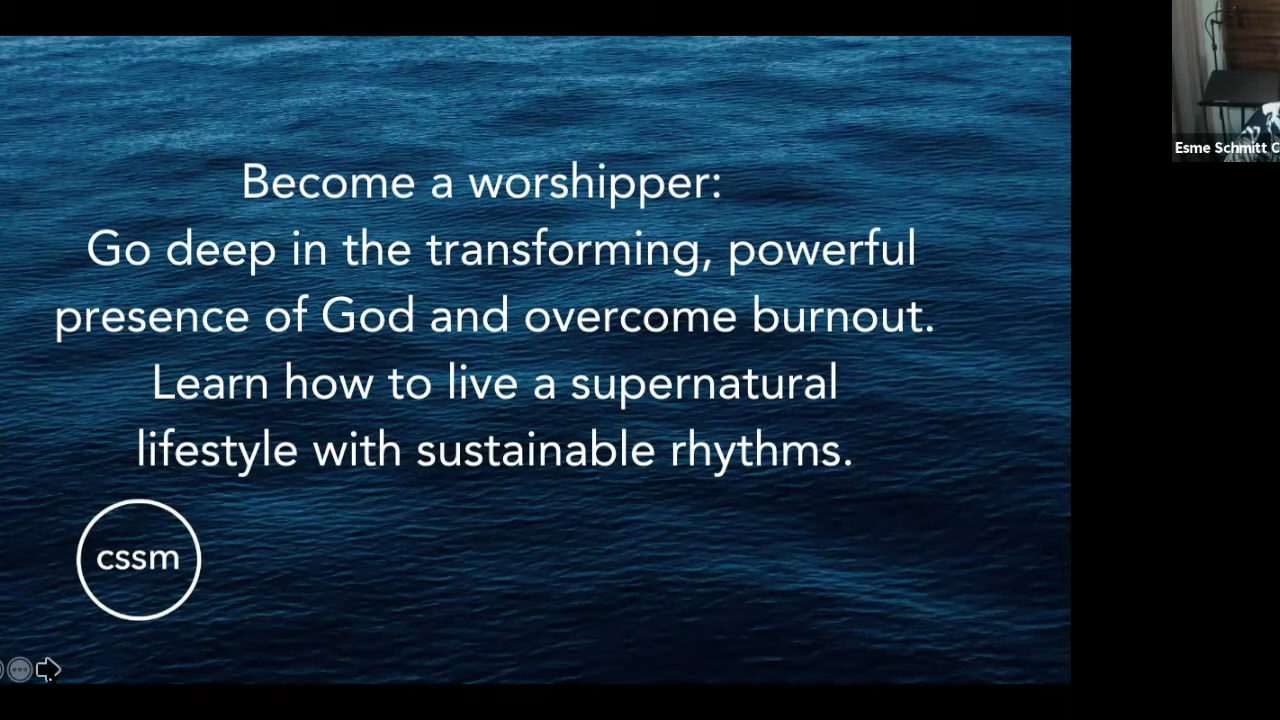 Become a worshipper:
Go deep in the transforming, powerful
presence of God and overcome burnout.
Learn how to live a supernatural
lifestyle with sustainable rhythms.
cssm
Esme Schmitt C